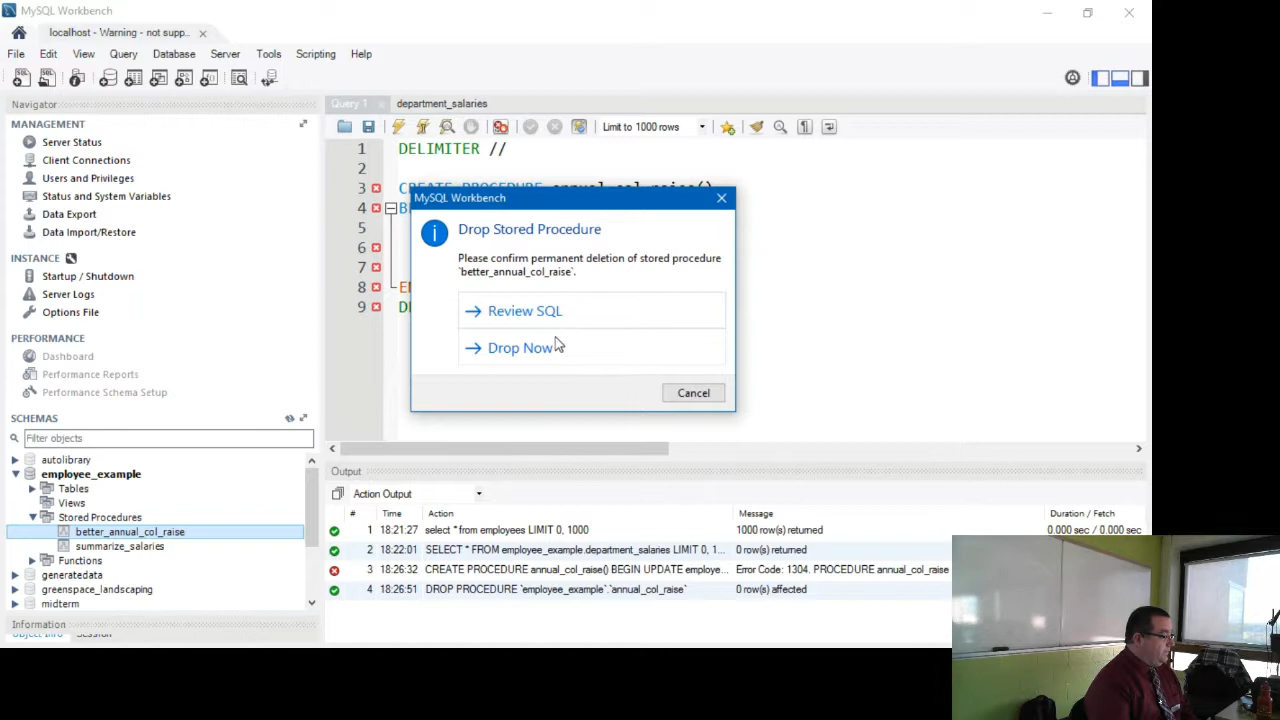 MySQL Workbench
localhost - Warning - not supp..
File Edit View Query Database Server Tools Scripting Help
Navigator
MANAGEMENT
Server Status
Client Connections
Users and Privileges
Status and System Variables
Data Export
Data Import/Restore
INSTANCE
Startup / Shutdown
Server Logs
Options File
PERFORMANCE
Dashboard
Performance Reports
Performance Schema Setup
SCHEMAS
Filter objects
autolibrary
employee_example
Tables
Views
Stored Procedures
better_annual_col_raise
summarize_salaries
Functions
generatedata
greenspace_landscaping
midterm
Information
Object Info Session
Query 1 department_salaries
Limit to 1000 rows
1 DELIMITER //
2
3 CREATE PROCEDURE annual_col_raise()
4
5
6
7
8
9
MySQL Workbench
Drop Stored Procedure
Please confirm permanent deletion of stored procedure
`better_annual_col_raise`.
Review SQL
Drop Now
Cancel
Output
Action Output
# Time Action Message Duration / Fetch
1 18:21:27 select * from employees LIMIT 0, 1000 1000 row(s) returned 0.000 sec / 0.000 sec
2 18:22:01 SELECT * FROM employee_example.department_salaries LIMIT 0, 1... 0 row(s) returned
3 18:26:32 CREATE PROCEDURE annual_col_raise() BEGIN UPDATE employe... Error Code: 1304. PROCEDURE annual_col_raise
4 18:26:51 DROP PROCEDURE `employee_example`.`annual_col_raise` 0 row(s) affected